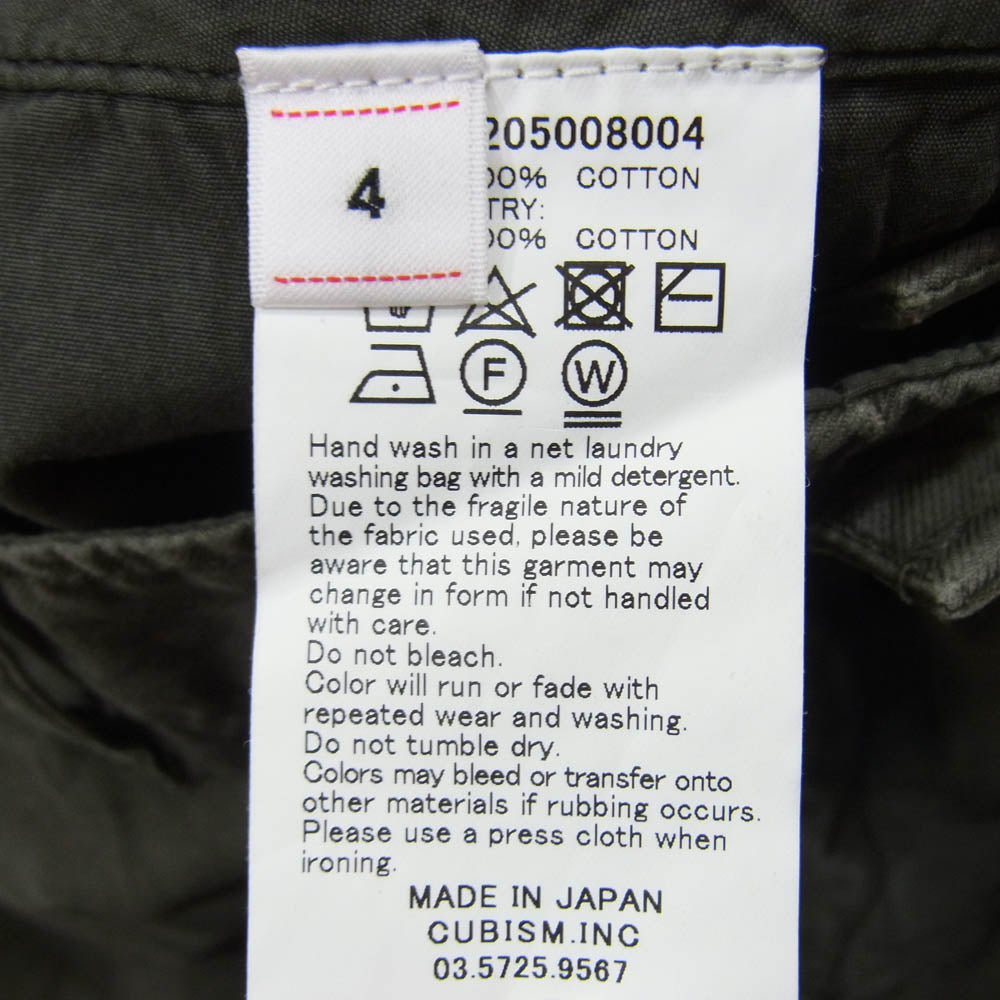 4
205008004
00% COTTON
TRY:
00% COTTON
F W
Hand wash in a net laundry
washing bag with a mild detergent.
Due to the fragile nature of
the fabric used, please be
aware that this garment may
change in form if not handled
with care.
Do not bleach.
Color will run or fade with
repeated wear and washing.
Do not tumble dry.
Colors may bleed or transfer onto
other materials if rubbing occurs.
Please use a press cloth when
ironing.
MADE IN JAPAN
CUBISM.INC
03.5725.9567